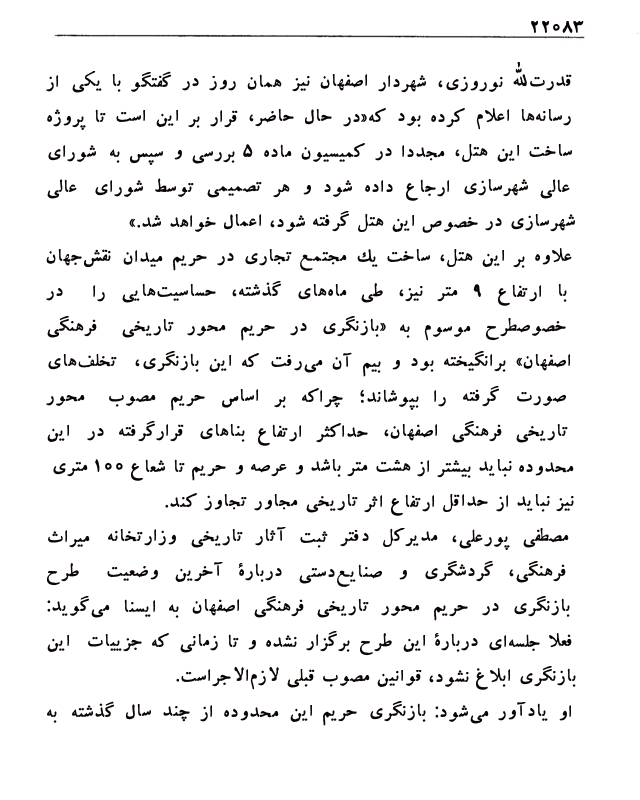 ۲۲۰۸۳
قدرت‌الله نوروزی، شهردار اصفهان نیز همان روز در گفتگو با یکی از
رسانه‌ها اعلام کرده بود که«در حال حاضر، قرار بر این است تا پروژه
ساخت این هتل، مجددا در کمیسیون ماده ۵ بررسی و سپس به شورای
عالی شهرسازی ارجاع داده شود و هر تصمیمی توسط شورای عالی
شهرسازی در خصوص این هتل گرفته شود، اعمال خواهد شد.»
علاوه بر این هتل، ساخت یك مجتمع تجاری در حریم میدان نقش‌جهان
با ارتفاع ۹ متر نیز، طی ماه‌های گذشته، حساسیت‌هایی را در
خصوصطرح موسوم به «بازنگری در حریم محور تاریخی فرهنگی
اصفهان» برانگیخته بود و بیم آن می‌رفت که این بازنگری، تخلف‌های
صورت گرفته را بپوشاند؛ چراکه بر اساس حریم مصوب محور
تاریخی فرهنگی اصفهان، حداکثر ارتفاع بناهای قرارگرفته در این
محدوده نباید بیشتر از هشت متر باشد و عرصه و حریم تا شعاع ۱۰۰ متری
نیز نباید از حداقل ارتفاع اثر تاریخی مجاور تجاوز کند.
مصطفی پورعلی، مدیرکل دفتر ثبت آثار تاریخی وزارتخانه میراث
فرهنگی، گردشگری و صنایع‌دستی دربارهٔ آخرین وضعیت طرح
بازنگری در حریم محور تاریخی فرهنگی اصفهان به ایسنا می‌گوید:
فعلا جلسه‌ای دربارهٔ این طرح برگزار نشده و تا زمانی که جزییات این
بازنگری ابلاغ نشود، قوانین مصوب قبلی لازم‌الاجراست.
او یادآور می‌شود: بازنگری حریم این محدوده از چند سال گذشته به